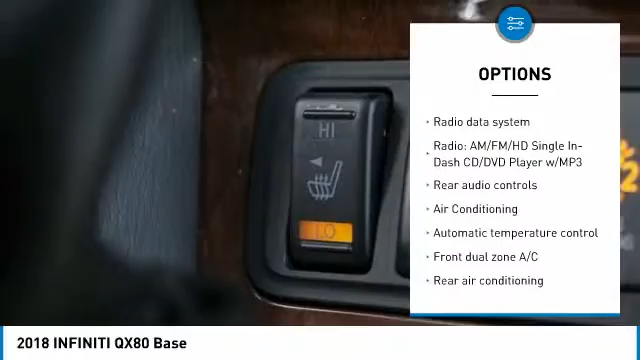 OPTIONS
Radio data system
Radio: AM/FM/HD Single In-
Dash CD/DVD Player w/MP3
Rear audio controls
Air Conditioning
Automatic temperature control
Front dual zone A/C
Rear air conditioning
HI
LO
2018 INFINITI QX80 Base